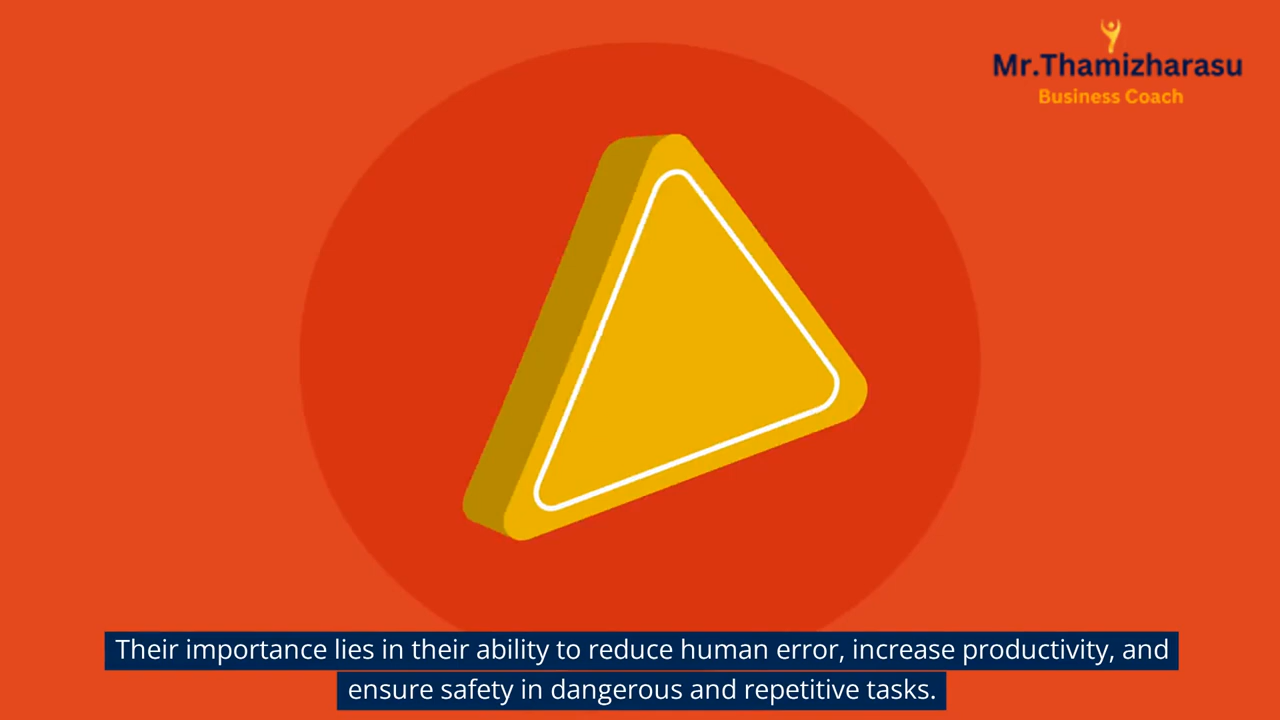 Mr.Thamizharasu
Business Coach
Their importance lies in their ability to reduce human error, increase productivity, and
ensure safety in dangerous and repetitive tasks.